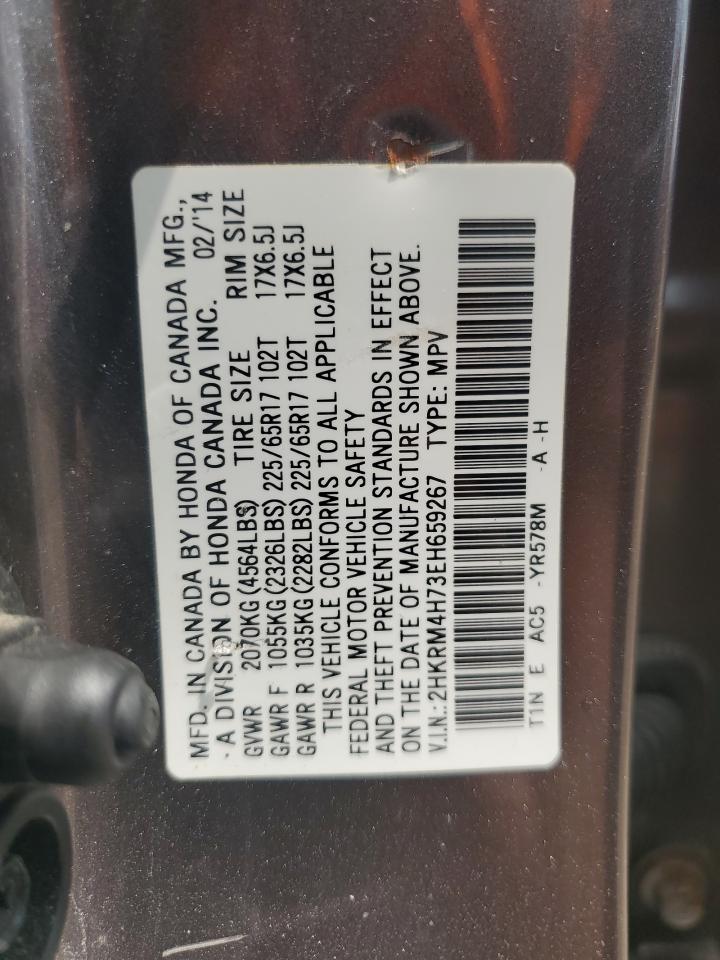 MFD. IN CANADA BY HONDA OF CANADA MFG.,
A DIVISION OF HONDA CANADA INC. 02/'14
GVWR 2070KG(4564LBS) TIRE SIZE RIM SIZE
GAWR F 1055KG(2326LBS) 225/65R17 102T 17X6.5J
GAWR R 1035KG(2282LBS) 225/65R17 102T 17X6.5J
THIS VEHICLE CONFORMS TO ALL APPLICABLE
FEDERAL MOTOR VEHICLE SAFETY
AND THEFT PREVENTION STANDARDS IN EFFECT
ON THE DATE OF MANUFACTURE SHOWN ABOVE.
V.I.N.:2HKRM4H73EH659267 TYPE: MPV
T1N E AC5 -YR578M -A -H